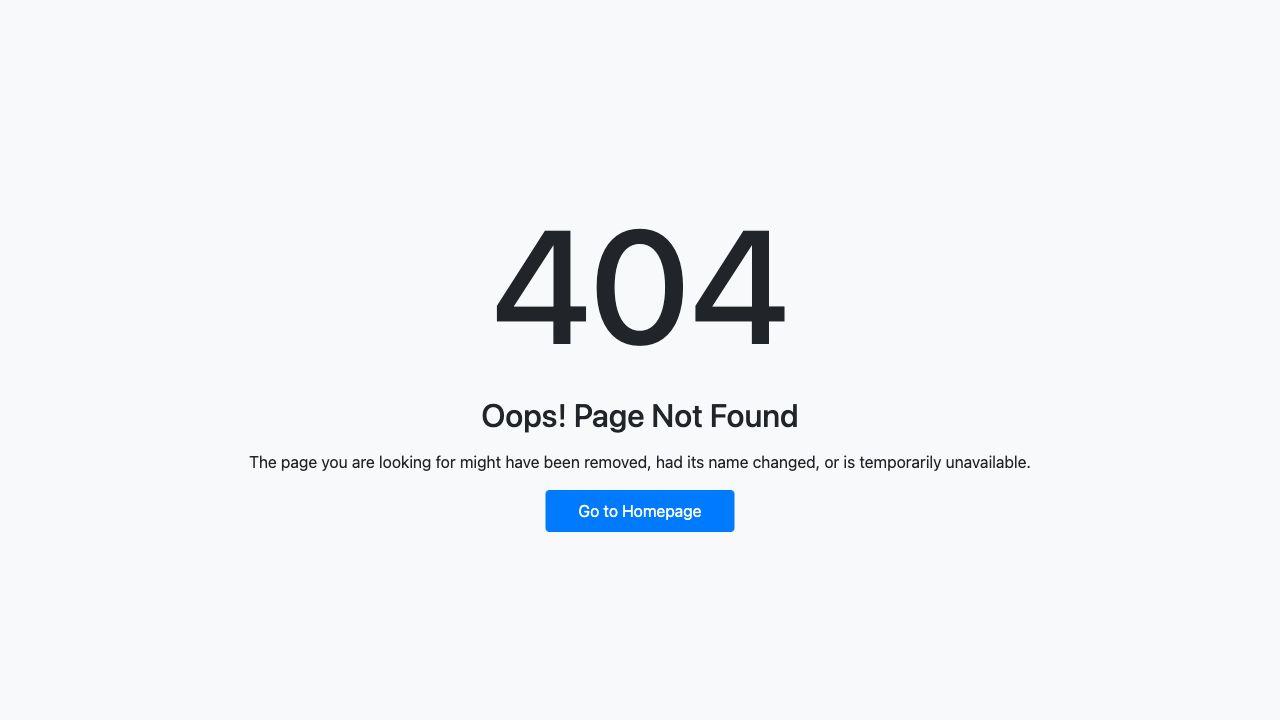 404
Oops! Page Not Found
The page you are looking for might have been removed, had its name changed, or is temporarily unavailable.
Go to Homepage